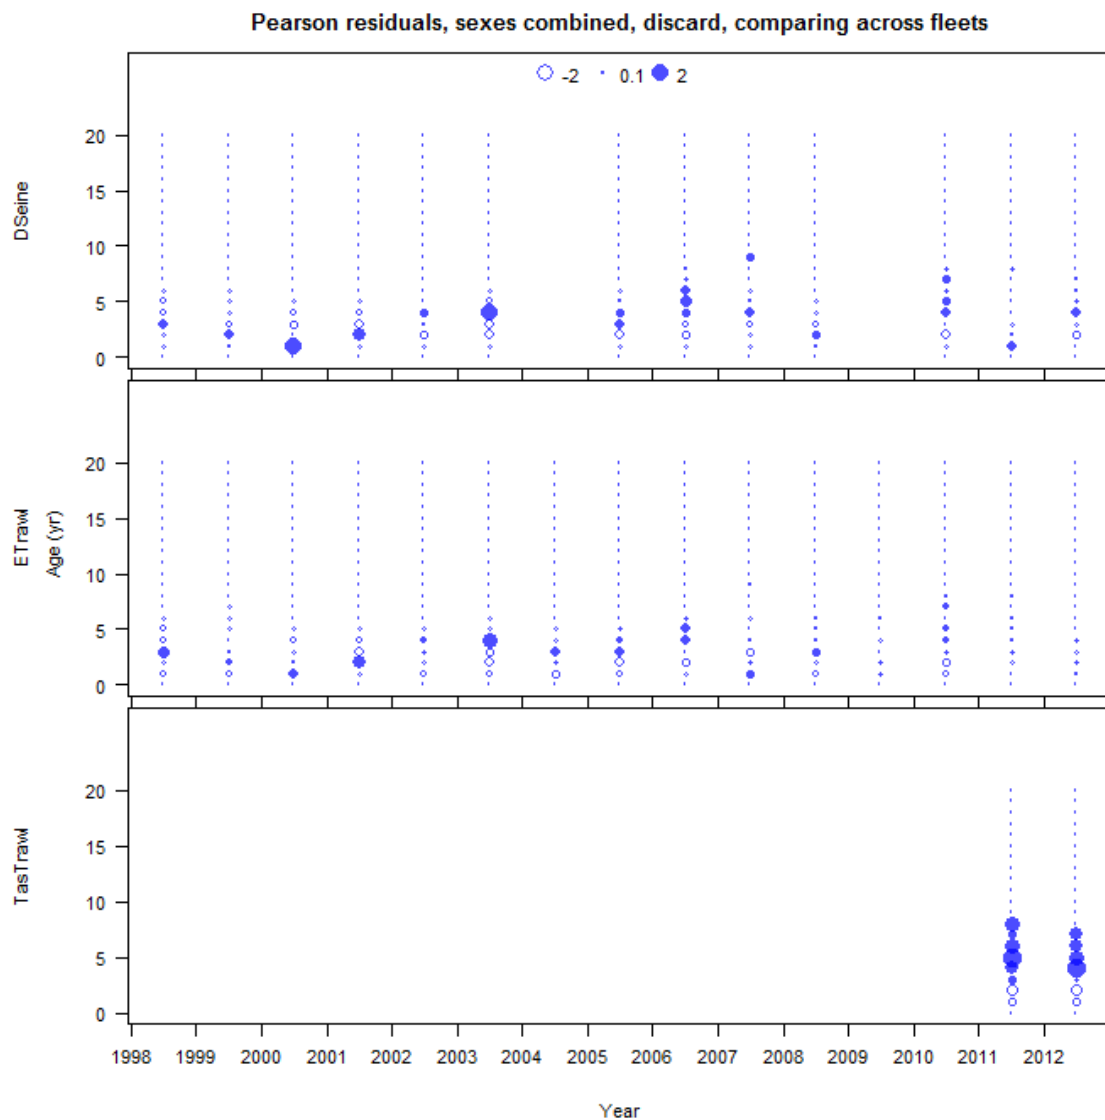 Pearson residuals, sexes combined, discard, comparing across fleets
-2 0.1 2
DSeine
20
15
10
5
0
ETrawl
Age (yr)
20
15
10
5
0
TasTrawl
20
15
10
5
0
1998 1999 2000 2001 2002 2003 2004 2005 2006 2007 2008 2009 2010 2011 2012
Year